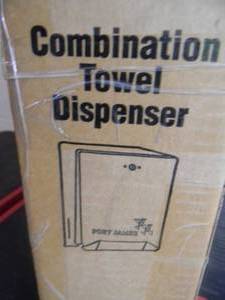 Combination
Towel
Dispenser
FORT JAMES